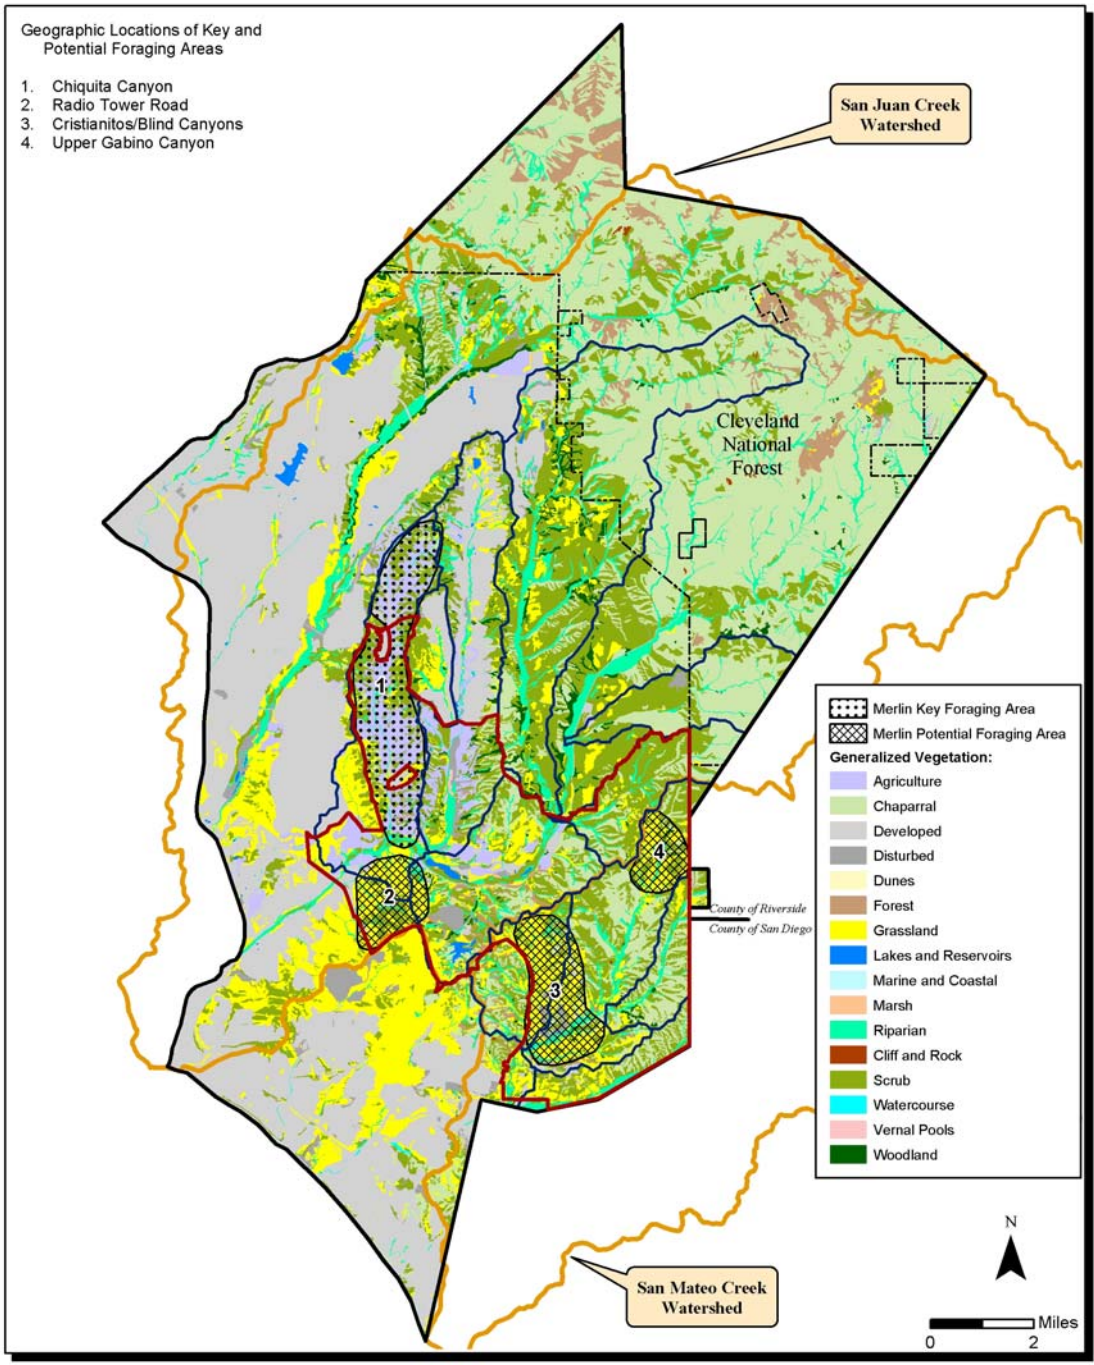 Geographic Locations of Key and
Potential Foraging Areas
1. Chiquita Canyon
2. Radio Tower Road
3. Cristianitos/Blind Canyons
4. Upper Gabino Canyon
San Juan Creek
Watershed
Cleveland
National
Forest
1
2
3
4
County of Riverside
County of San Diego
Merlin Key Foraging Area
Merlin Potential Foraging Area
Generalized Vegetation:
Agriculture
Chaparral
Developed
Disturbed
Dunes
Forest
Grassland
Lakes and Reservoirs
Marine and Coastal
Marsh
Riparian
Cliff and Rock
Scrub
Watercourse
Vernal Pools
Woodland
San Mateo Creek
Watershed
N
Miles
0 2